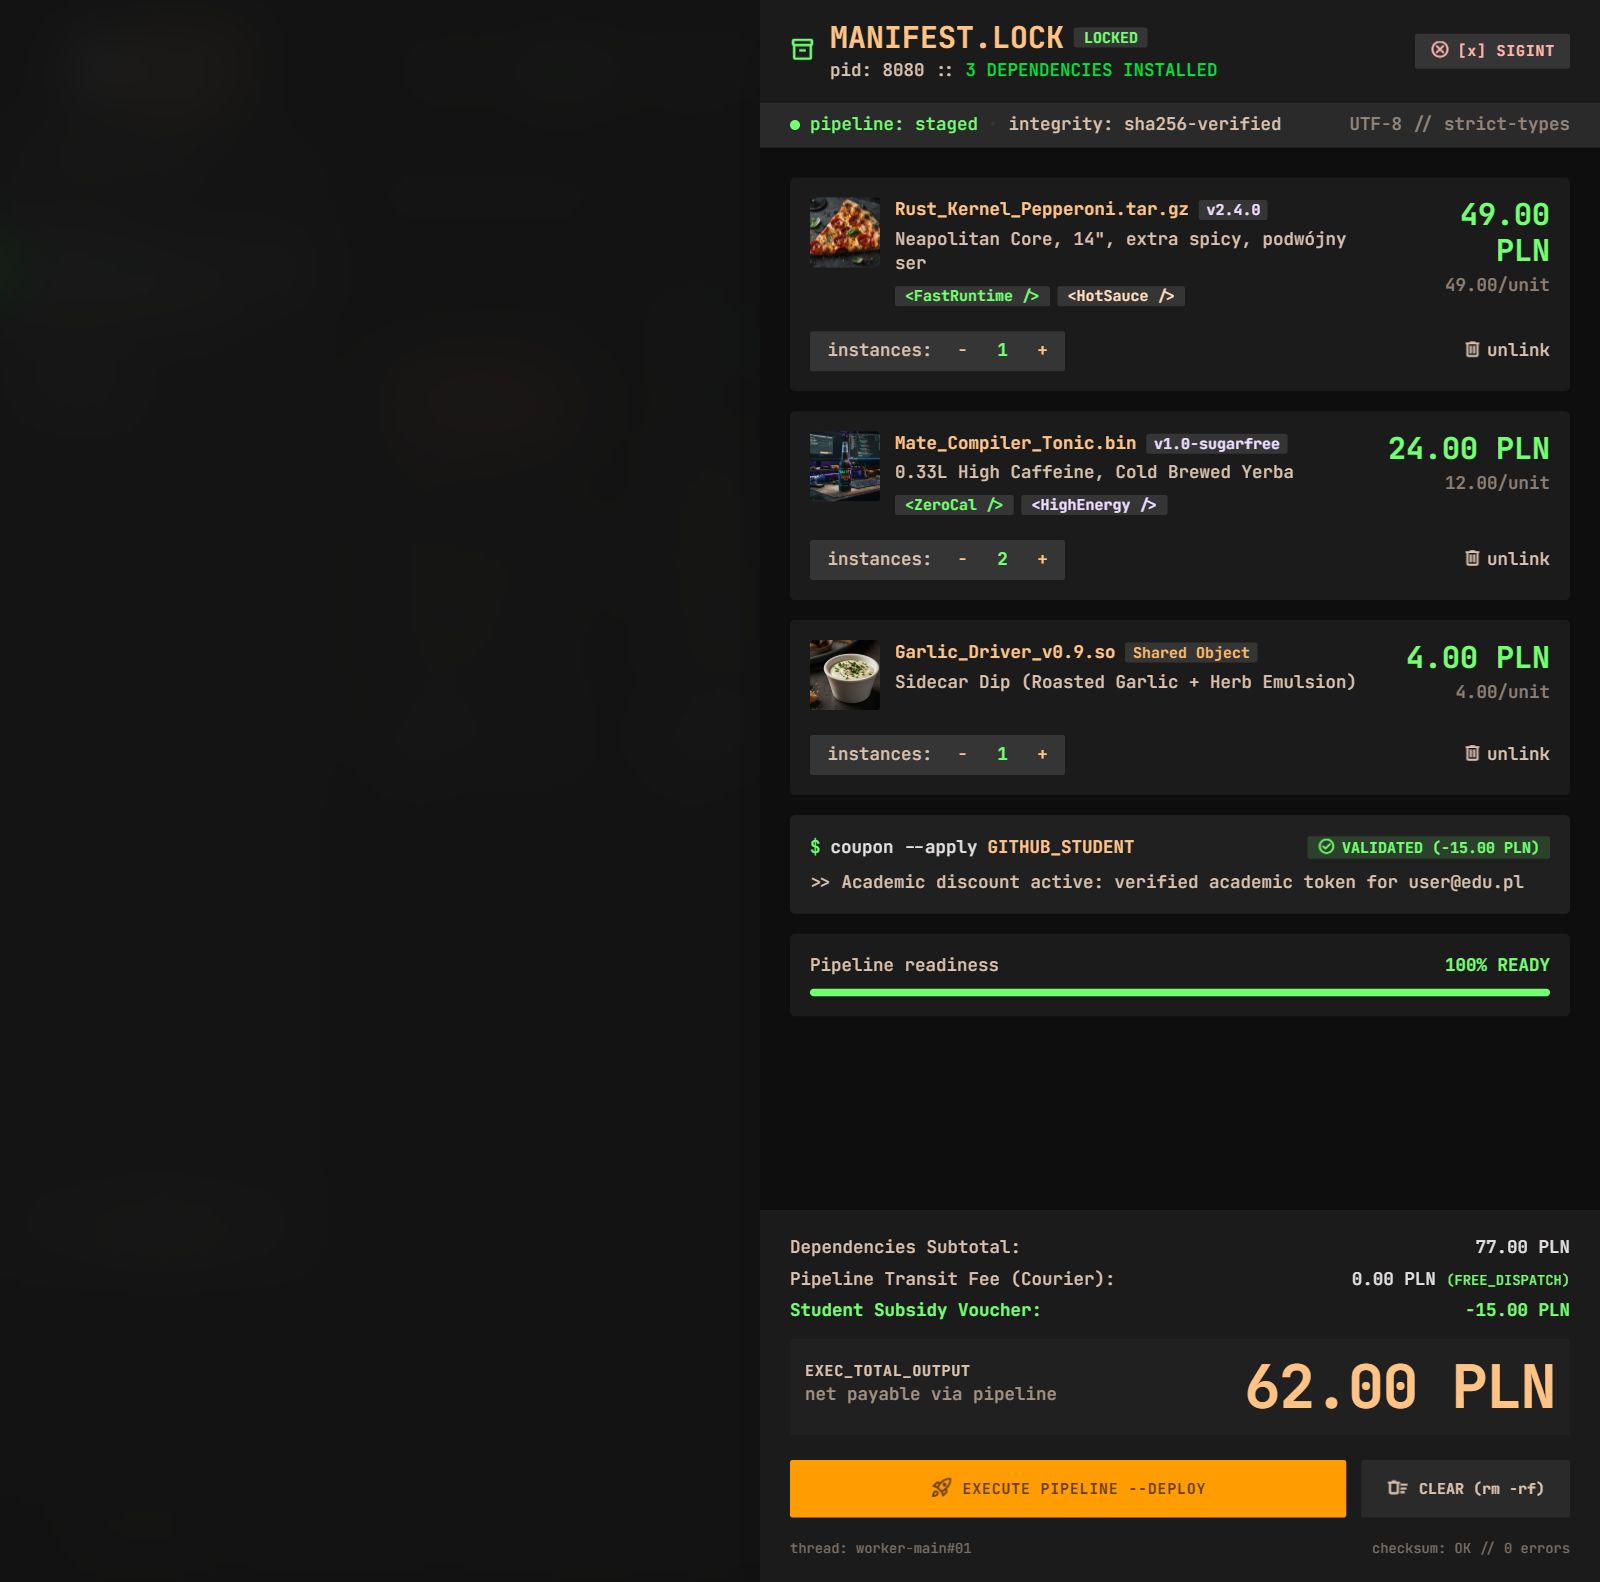 MANIFEST.LOCK LOCKED
pid: 8080 :: 3 DEPENDENCIES INSTALLED
[x] SIGINT
pipeline: staged · integrity: sha256-verified
UTF-8 // strict-types
Rust_Kernel_Pepperoni.tar.gz v2.4.0
Neapolitan Core, 14", extra spicy, podwójny
ser
<FastRuntime /> <HotSauce />
49.00
PLN
49.00/unit
instances: - 1 +
unlink
Mate_Compiler_Tonic.bin v1.0-sugarfree
0.33L High Caffeine, Cold Brewed Yerba
<ZeroCal /> <HighEnergy />
24.00 PLN
12.00/unit
instances: - 2 +
unlink
Garlic_Driver_v0.9.so Shared Object
Sidecar Dip (Roasted Garlic + Herb Emulsion)
4.00 PLN
4.00/unit
instances: - 1 +
unlink
$ coupon --apply GITHUB_STUDENT
VALIDATED (-15.00 PLN)
>> Academic discount active: verified academic token for user@edu.pl
Pipeline readiness 100% READY
Dependencies Subtotal: 77.00 PLN
Pipeline Transit Fee (Courier): 0.00 PLN (FREE_DISPATCH)
Student Subsidy Voucher: -15.00 PLN
EXEC_TOTAL_OUTPUT
net payable via pipeline
62.00 PLN
EXECUTE PIPELINE --DEPLOY
CLEAR (rm -rf)
thread: worker-main#01
checksum: OK // 0 errors